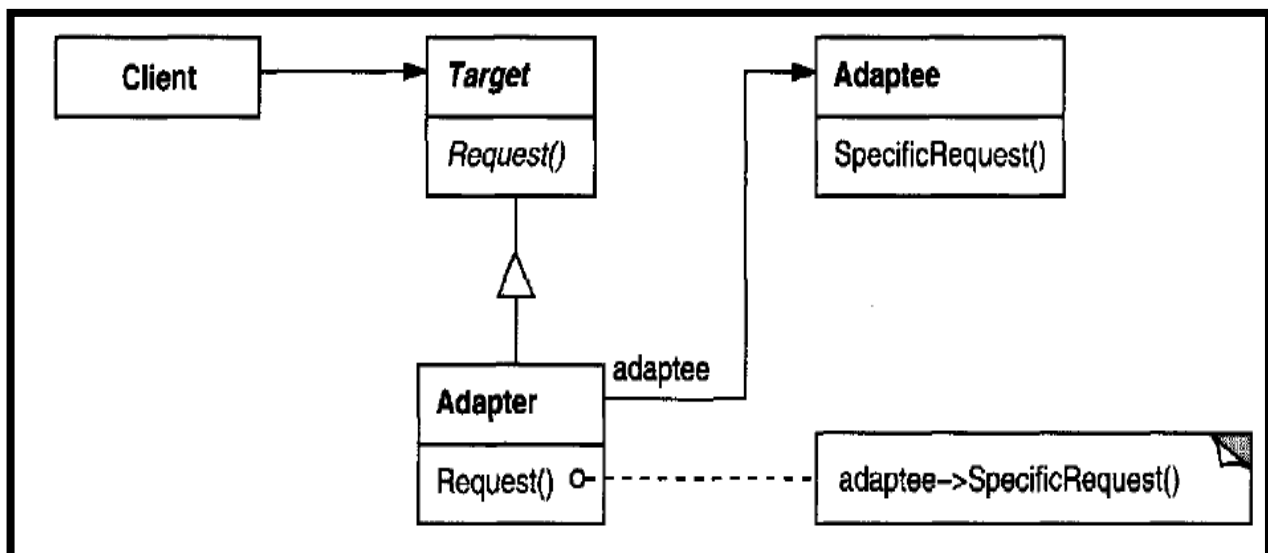 Client
Target
Request()
Adaptee
SpecificRequest()
adaptee
Adapter
Request()
adaptee->SpecificRequest()